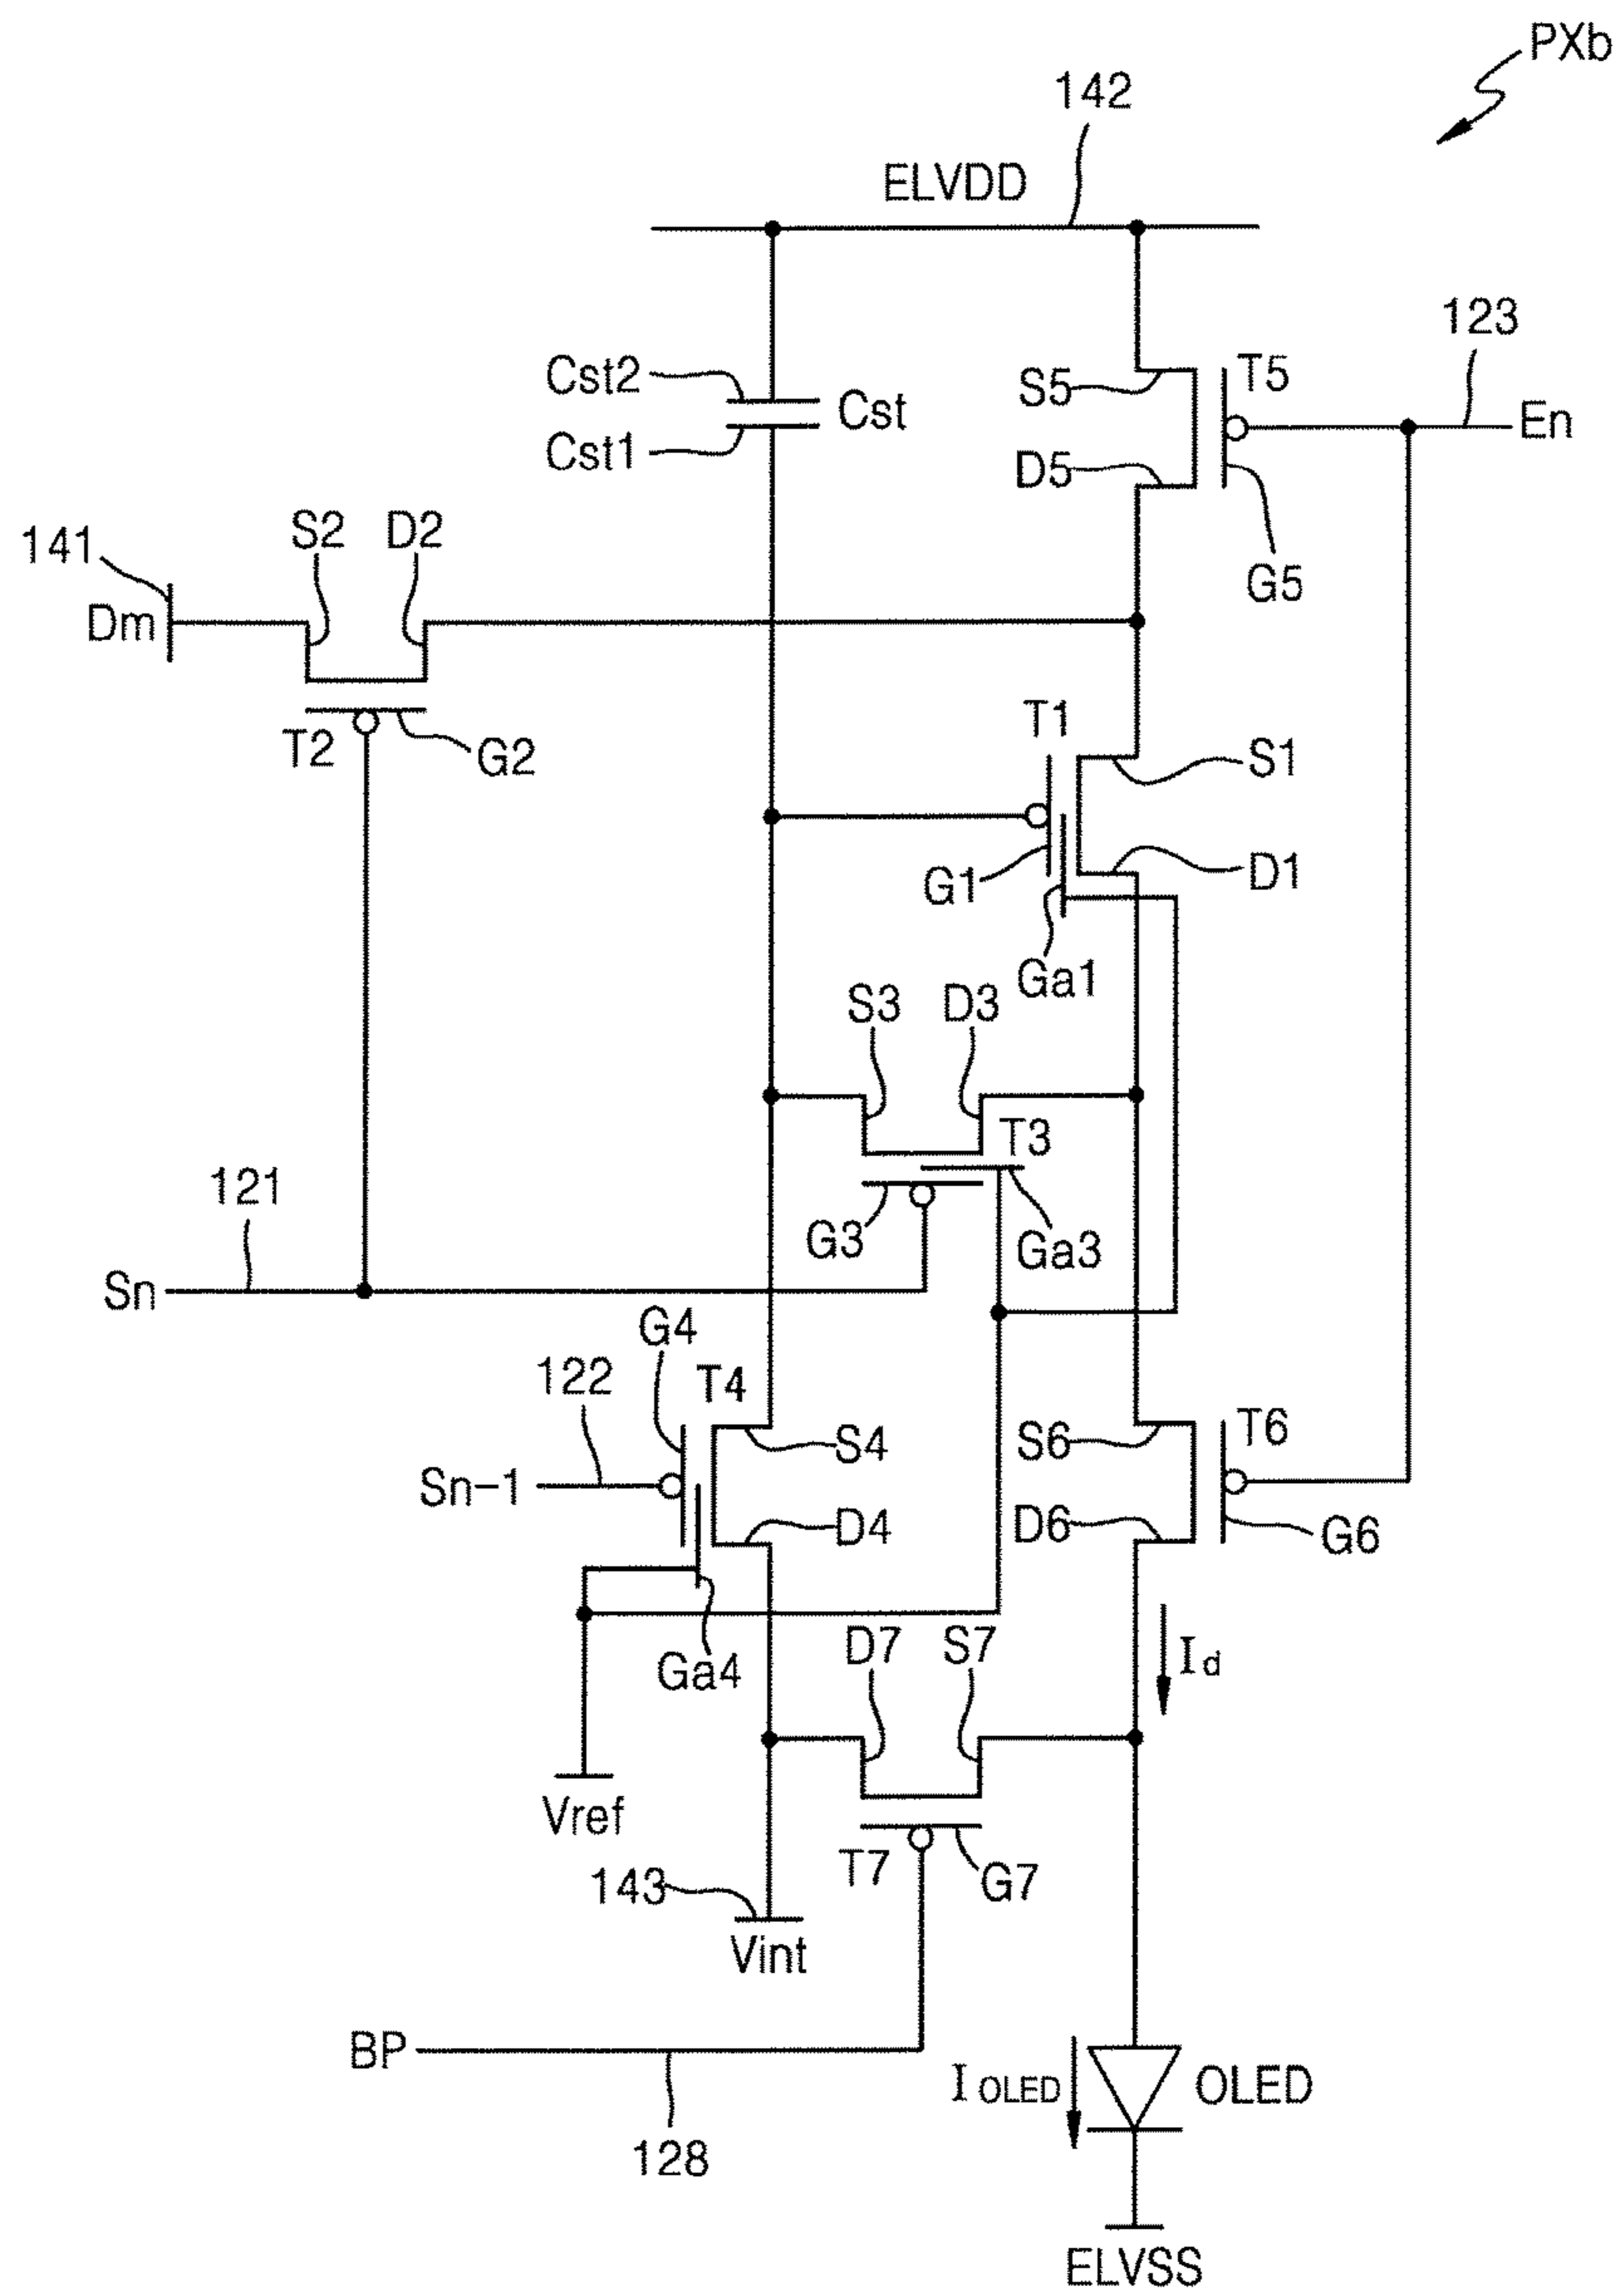 PXb
142
ELVDD
123
Cst2
Cst
Cst1
S5
T5
En
D5
G5
141
S2
D2
Dm
T2
G2
T1
S1
G1
D1
Ga1
S3
D3
T3
121
G3
Ga3
Sn
G4
122
T4
S4
S6
T6
Sn-1
D4
D6
G6
Ga4
D7
S7
Id
Vref
T7
G7
143
Vint
BP
128
I OLED
OLED
ELVSS